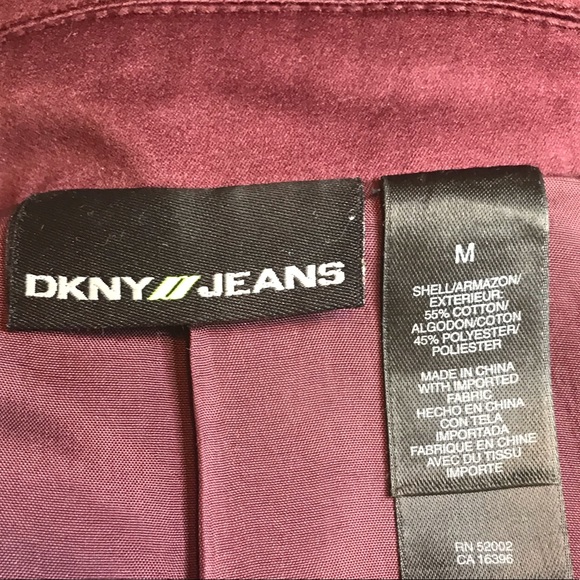 DKNY//JEANS
M
SHELL/ARMAZON/
EXTERIEUR:
55% COTTON/
ALGODON/COTON
45% POLYESTER/
POLIESTER
MADE IN CHINA
WITH IMPORTED
FABRIC
HECHO EN CHINA
CON TELA
IMPORTADA
FABRIQUE EN CHINE
AVEC DU TISSU
IMPORTE
RN 52002
CA 16396